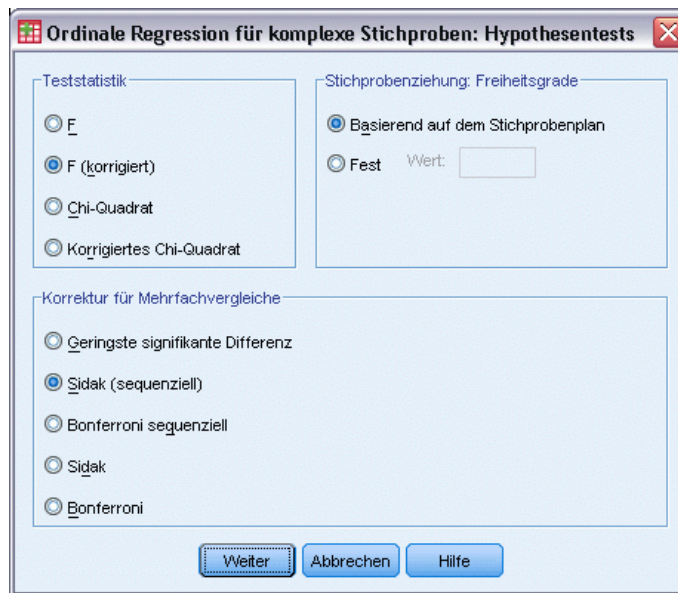 Ordinale Regression für komplexe Stichproben: Hypothesentests
Teststatistik
F
F (korrigiert)
Chi-Quadrat
Korrigiertes Chi-Quadrat
Stichprobenziehung: Freiheitsgrade
Basierend auf dem Stichprobenplan
Fest Wert:
Korrektur für Mehrfachvergleiche
Geringste signifikante Differenz
Sidak (sequenziell)
Bonferroni sequenziell
Sidak
Bonferroni
Weiter Abbrechen Hilfe